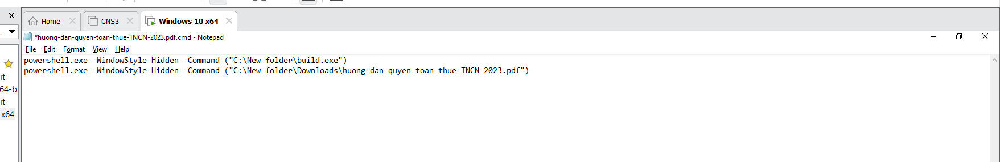 Home
GNS3
Windows 10 x64
*huong-dan-quyen-toan-thue-TNCN-2023.pdf.cmd - Notepad
File Edit Format View Help
powershell.exe -WindowStyle Hidden -Command ("C:\New folder\build.exe")
powershell.exe -WindowStyle Hidden -Command ("C:\New folder\Downloads\huong-dan-quyen-toan-thue-TNCN-2023.pdf")
it
64-b
it
x64